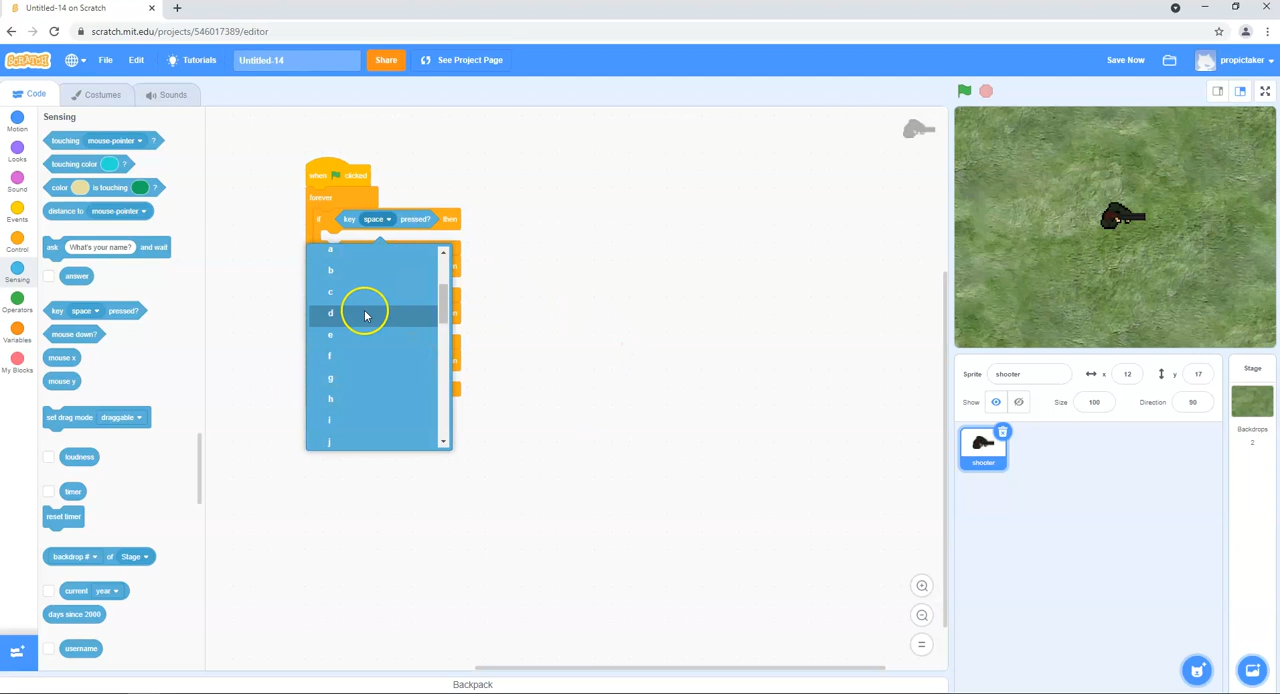 Untitled-14 on Scratch
scratch.mit.edu/projects/546017389/editor
SCRATCH
File
Edit
Tutorials
Untitled-14
Share
See Project Page
Save Now
propictaker
Code
Costumes
Sounds
Motion
Looks
Sound
Events
Control
Sensing
Operators
Variables
My Blocks
Sensing
touching mouse-pointer ?
touching color ?
color is touching ?
distance to mouse-pointer
ask What's your name? and wait
answer
key space pressed?
mouse down?
mouse x
mouse y
set drag mode draggable
loudness
timer
reset timer
backdrop # of Stage
current year
days since 2000
username
when clicked
forever
if key space pressed? then
a
b
c
d
e
f
g
h
i
j
Sprite shooter x 12 y 17
Show Size 100 Direction 90
shooter
Stage
Backdrops
2
Backpack